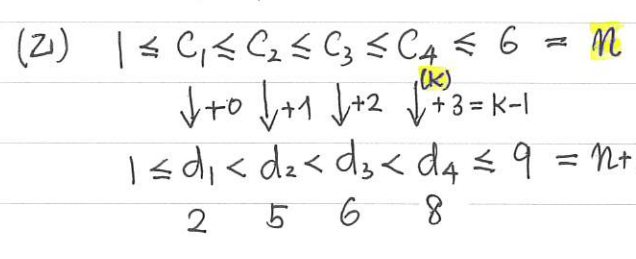 (21) 1 ≤ C₁ ≤ C₂ ≤ C₃ ≤ C₄ ≤ 6 = n
(k)
↓+0 ↓+1 ↓+2 ↓+3 = k-1
1 ≤ d₁ < d₂ < d₃ < d₄ ≤ 9 = n+
2 5 6 8